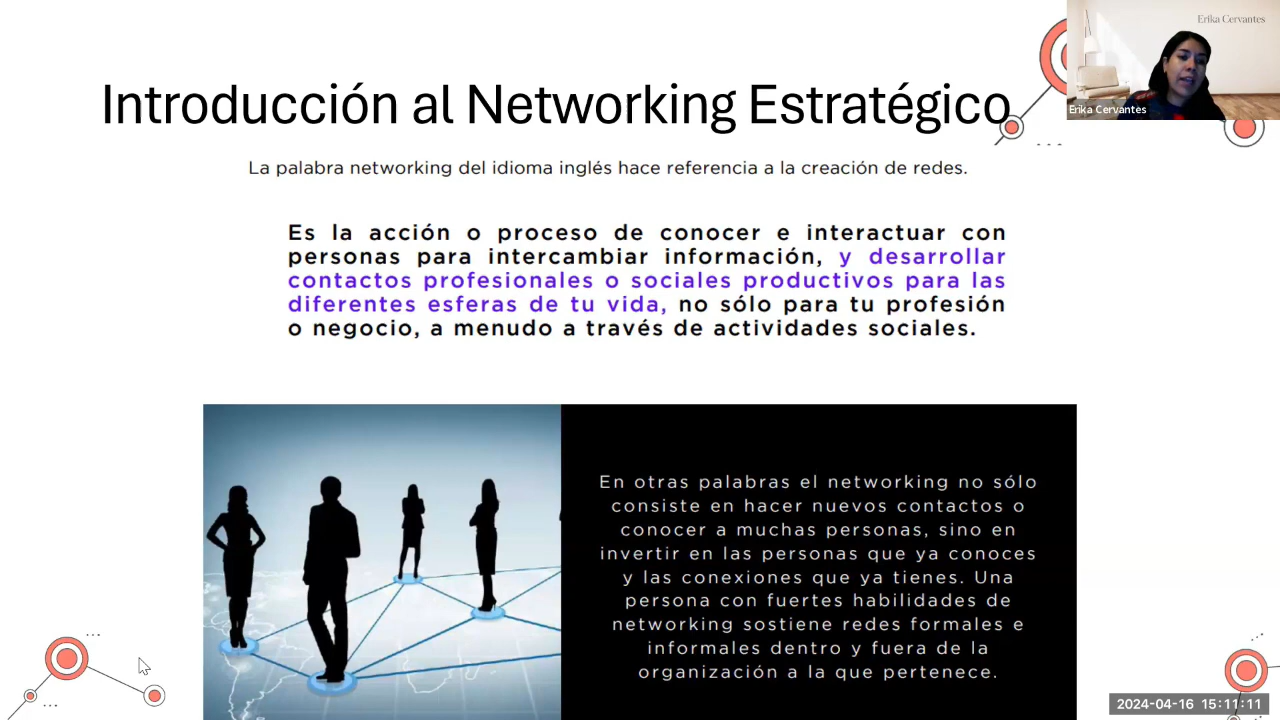 Erika Cervantes
Erika Cervantes
Introducción al Networking Estratégico
La palabra networking del idioma inglés hace referencia a la creación de redes.
Es la acción o proceso de conocer e interactuar con
personas para intercambiar información, y desarrollar
contactos profesionales o sociales productivos para las
diferentes esferas de tu vida, no sólo para tu profesión
o negocio, a menudo a través de actividades sociales.
En otras palabras el networking no sólo
consiste en hacer nuevos contactos o
conocer a muchas personas, sino en
invertir en las personas que ya conoces
y las conexiones que ya tienes. Una
persona con fuertes habilidades de
networking sostiene redes formales e
informales dentro y fuera de la
organización a la que pertenece.
2024-04-16 15:11:11